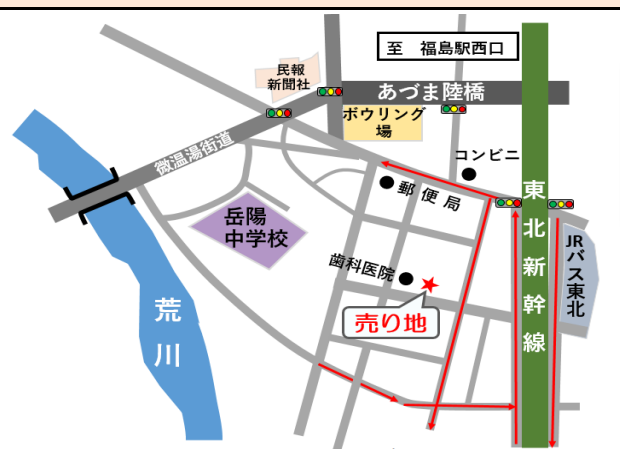 至 福島駅西口
民報
新聞社
あづま陸橋
ボウリング
場
微温湯街道
コンビニ
郵便局
東北新幹線
岳陽
中学校
JRバス東北
歯科医院
売り地
荒川